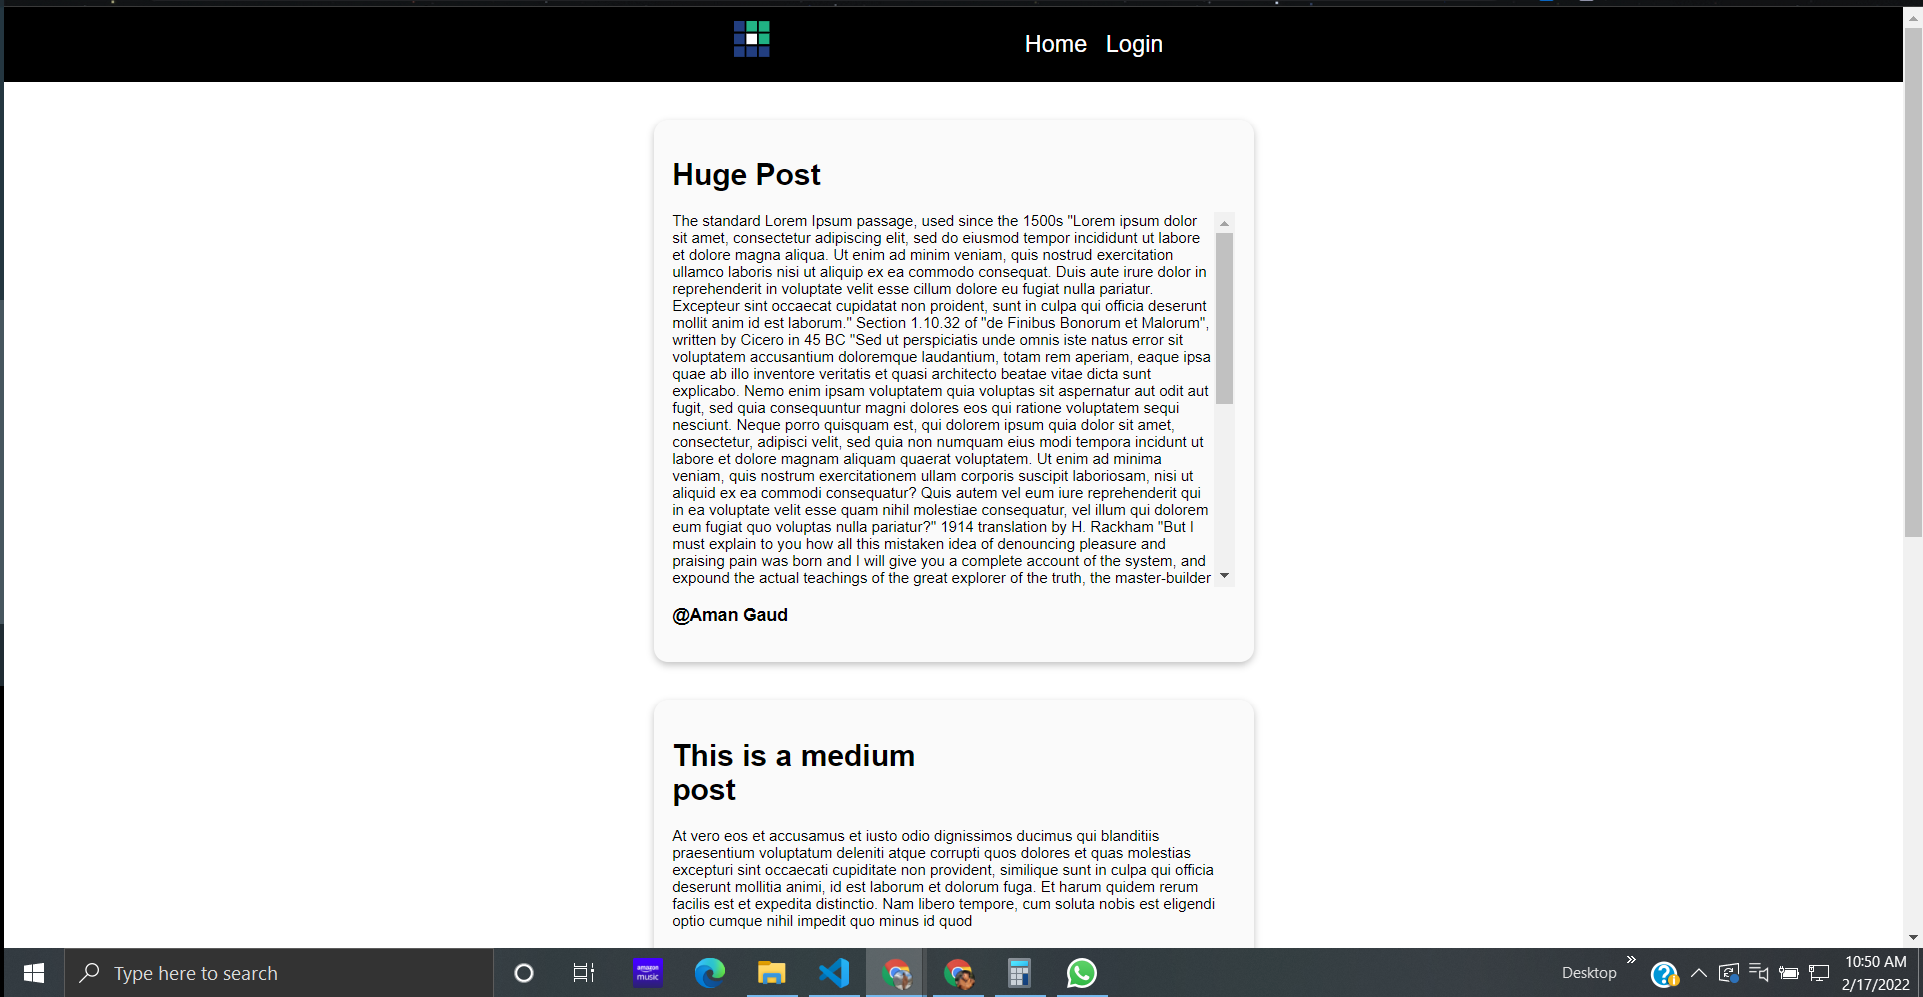 Home Login
Huge Post
The standard Lorem Ipsum passage, used since the 1500s "Lorem ipsum dolor
sit amet, consectetur adipiscing elit, sed do eiusmod tempor incididunt ut labore
et dolore magna aliqua. Ut enim ad minim veniam, quis nostrud exercitation
ullamco laboris nisi ut aliquip ex ea commodo consequat. Duis aute irure dolor in
reprehenderit in voluptate velit esse cillum dolore eu fugiat nulla pariatur.
Excepteur sint occaecat cupidatat non proident, sunt in culpa qui officia deserunt
mollit anim id est laborum." Section 1.10.32 of "de Finibus Bonorum et Malorum",
written by Cicero in 45 BC "Sed ut perspiciatis unde omnis iste natus error sit
voluptatem accusantium doloremque laudantium, totam rem aperiam, eaque ipsa
quae ab illo inventore veritatis et quasi architecto beatae vitae dicta sunt
explicabo. Nemo enim ipsam voluptatem quia voluptas sit aspernatur aut odit aut
fugit, sed quia consequuntur magni dolores eos qui ratione voluptatem sequi
nesciunt. Neque porro quisquam est, qui dolorem ipsum quia dolor sit amet,
consectetur, adipisci velit, sed quia non numquam eius modi tempora incidunt ut
labore et dolore magnam aliquam quaerat voluptatem. Ut enim ad minima
veniam, quis nostrum exercitationem ullam corporis suscipit laboriosam, nisi ut
aliquid ex ea commodi consequatur? Quis autem vel eum iure reprehenderit qui
in ea voluptate velit esse quam nihil molestiae consequatur, vel illum qui dolorem
eum fugiat quo voluptas nulla pariatur?" 1914 translation by H. Rackham "But I
must explain to you how all this mistaken idea of denouncing pleasure and
praising pain was born and I will give you a complete account of the system, and
expound the actual teachings of the great explorer of the truth, the master-builder
@Aman Gaud
This is a medium
post
At vero eos et accusamus et iusto odio dignissimos ducimus qui blanditiis
praesentium voluptatum deleniti atque corrupti quos dolores et quas molestias
excepturi sint occaecati cupiditate non provident, similique sunt in culpa qui officia
deserunt mollitia animi, id est laborum et dolorum fuga. Et harum quidem rerum
facilis est et expedita distinctio. Nam libero tempore, cum soluta nobis est eligendi
optio cumque nihil impedit quo minus id quod
Type here to search
amazon
music
Desktop
10:50 AM
2/17/2022